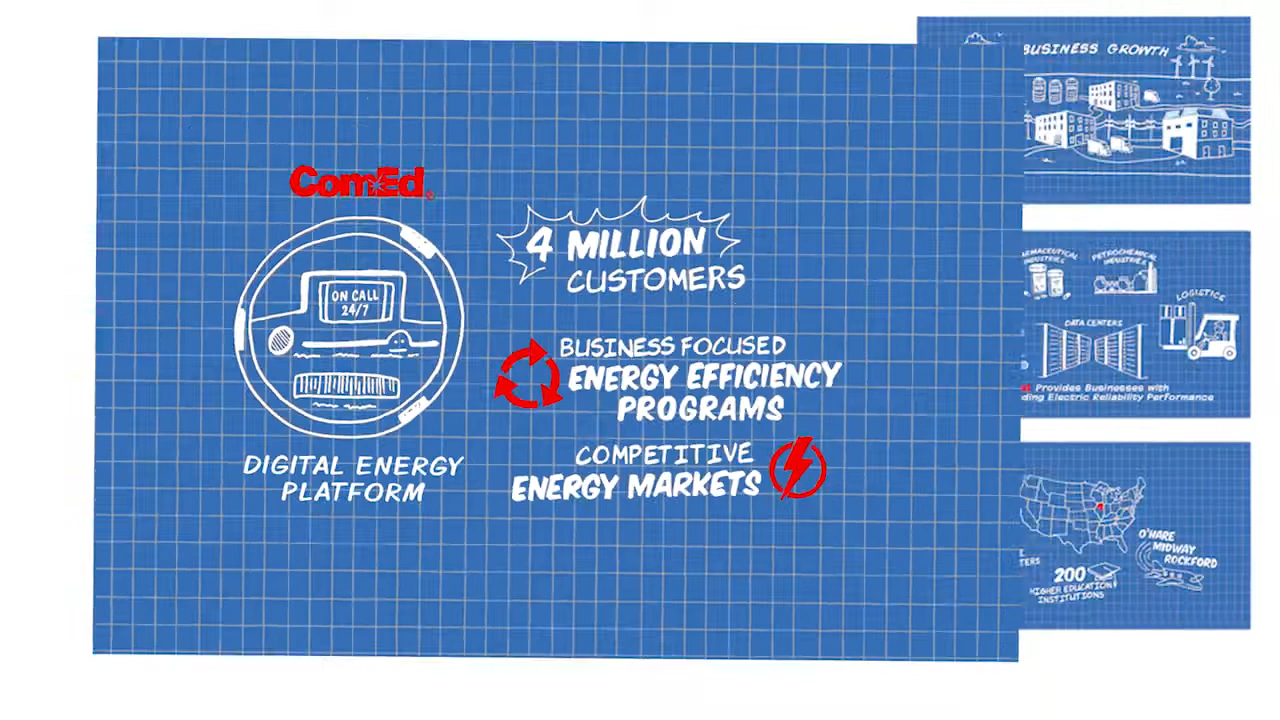 ComEd
ON CALL
24/7
DIGITAL ENERGY
PLATFORM
4 MILLION
CUSTOMERS
BUSINESS FOCUSED
ENERGY EFFICIENCY
PROGRAMS
COMPETITIVE
ENERGY MARKETS
BUSINESS GROWTH
INDUSTRIES
PETROCHEMICAL
INDUSTRIES
LOGISTICS
DATA CENTERS
Provides Businesses with
Electric Reliability Performance
O'HARE
MIDWAY
ROCKFORD
200
HIGHER EDUCATION
INSTITUTIONS